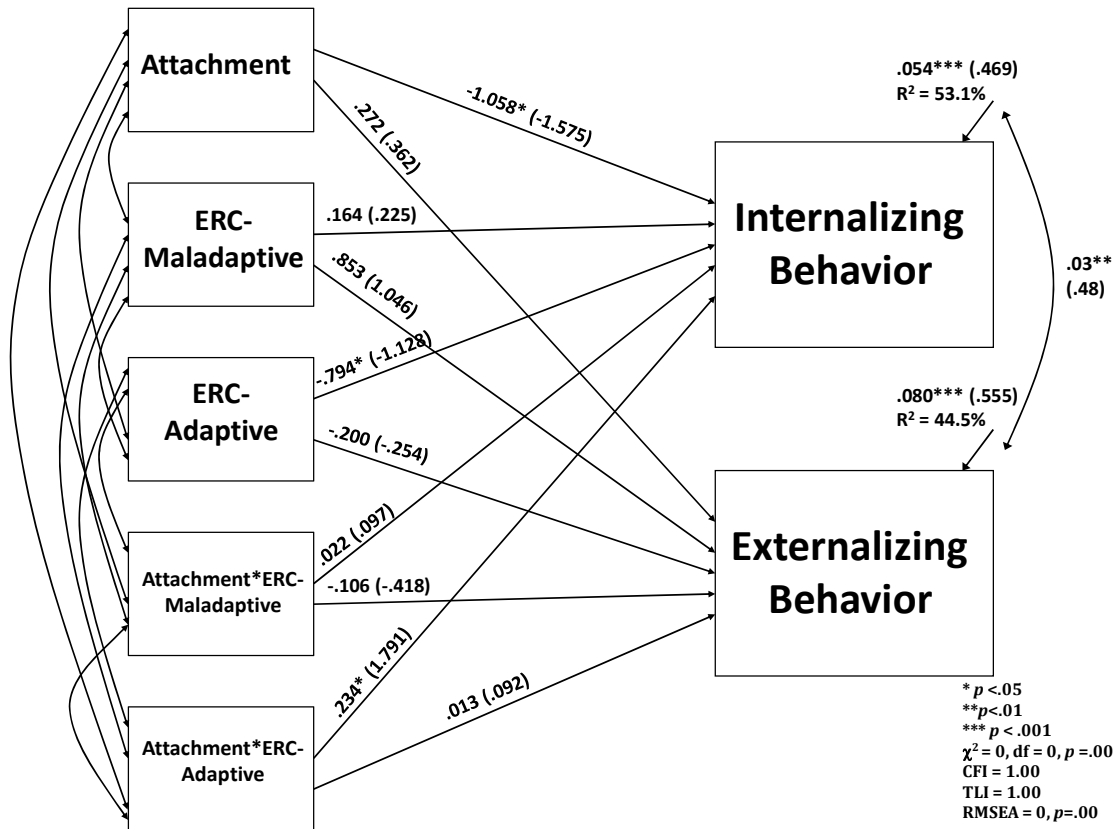 Attachment
ERC-
Maladaptive
ERC-
Adaptive
Attachment*ERC-
Maladaptive
Attachment*ERC-
Adaptive
-1.058* (-1.575)
.272 (.362)
.164 (.225)
.853 (1.046)
-.794* (-1.128)
-.200 (-.254)
.022 (.097)
-.106 (-.418)
.234* (1.791)
.013 (.092)
Internalizing
Behavior
Externalizing
Behavior
.054*** (.469)
R² = 53.1%
.03**
(.48)
.080*** (.555)
R² = 44.5%
* p <.05
**p<.01
*** p < .001
χ² = 0, df = 0, p =.00
CFI = 1.00
TLI = 1.00
RMSEA = 0, p=.00